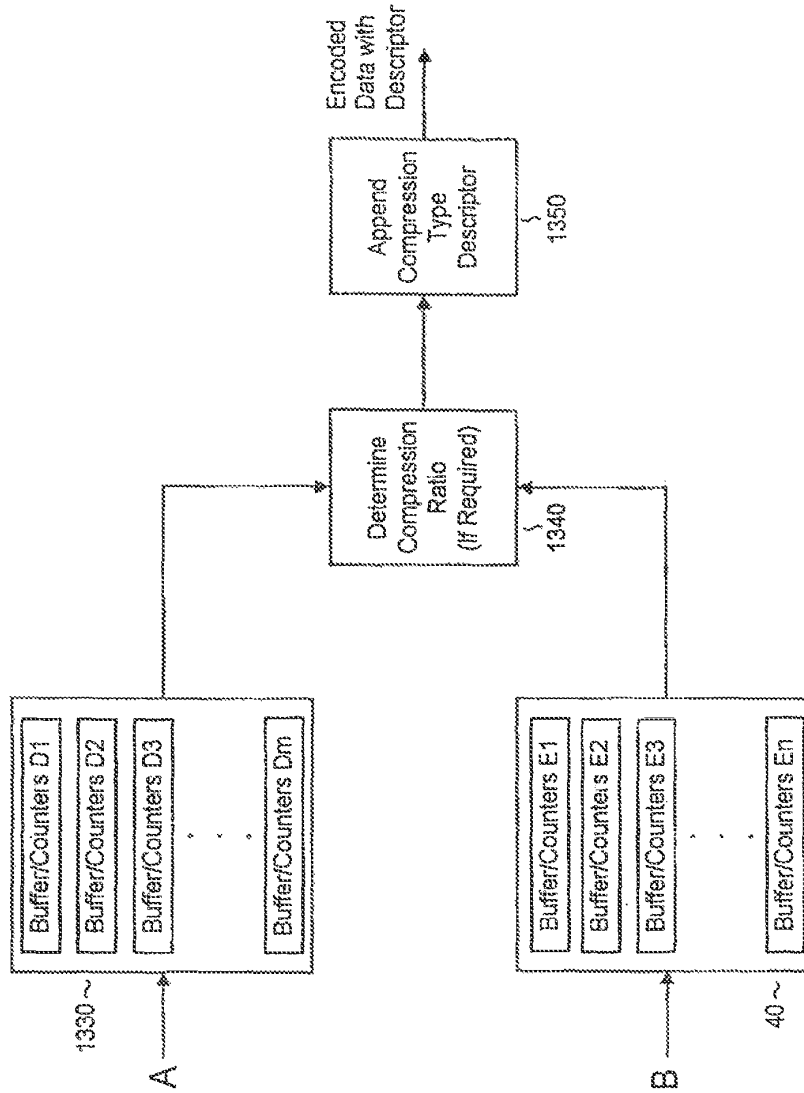 A
1330
Buffer/Counters D1
Buffer/Counters D2
Buffer/Counters D3
. . .
Buffer/Counters Dm
B
40
Buffer/Counters E1
Buffer/Counters E2
Buffer/Counters E3
. . .
Buffer/Counters En
Determine
Compression
Ratio
(If Required)
1340
Append
Compression
Type
Descriptor
1350
Encoded
Data with
Descriptor